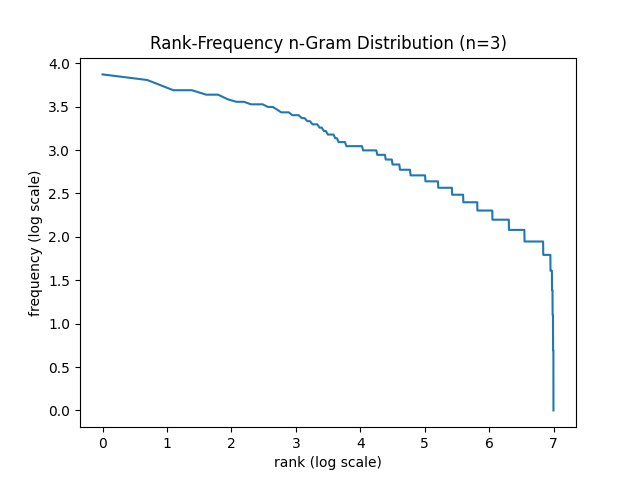 Rank-Frequency n-Gram Distribution (n=3)
4.0
3.5
3.0
2.5
2.0
1.5
1.0
0.5
0.0
frequency (log scale)
0 1 2 3 4 5 6 7
rank (log scale)